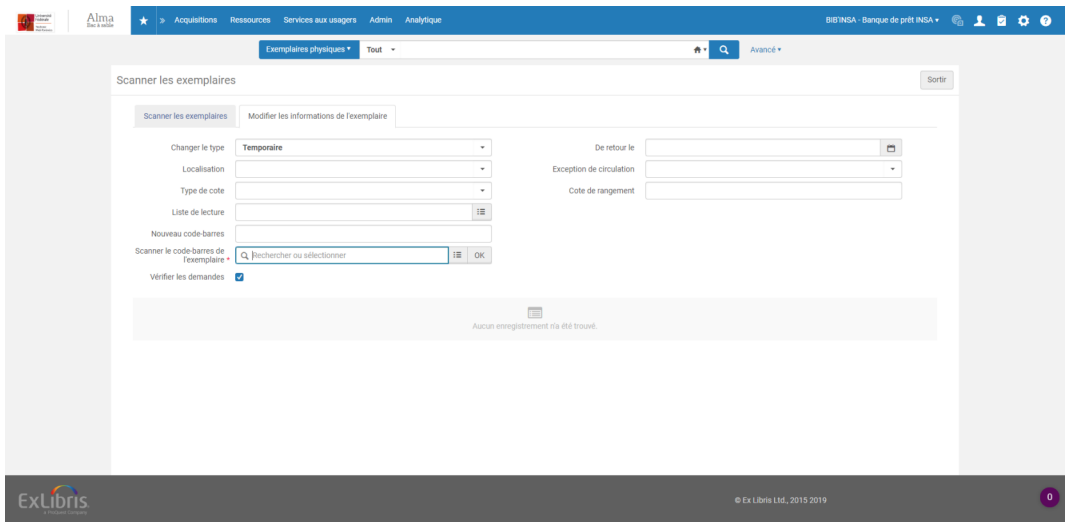 Alma
Bac à sable
» Acquisitions Ressources Services aux usagers Admin Analytique
BIB'INSA - Banque de prêt INSA
?
Exemplaires physiques Tout
Avancé
Scanner les exemplaires
Sortir
Scanner les exemplaires Modifier les informations de l'exemplaire
Changer le type Temporaire De retour le
Localisation Exception de circulation
Type de cote Cote de rangement
Liste de lecture
Nouveau code-barres
Scanner le code-barres de
l'exemplaire * Rechercher ou sélectionner OK
Vérifier les demandes
Aucun enregistrement n'a été trouvé.
ExLibris
a ProQuest Company
© Ex Libris Ltd., 2015 2019
0